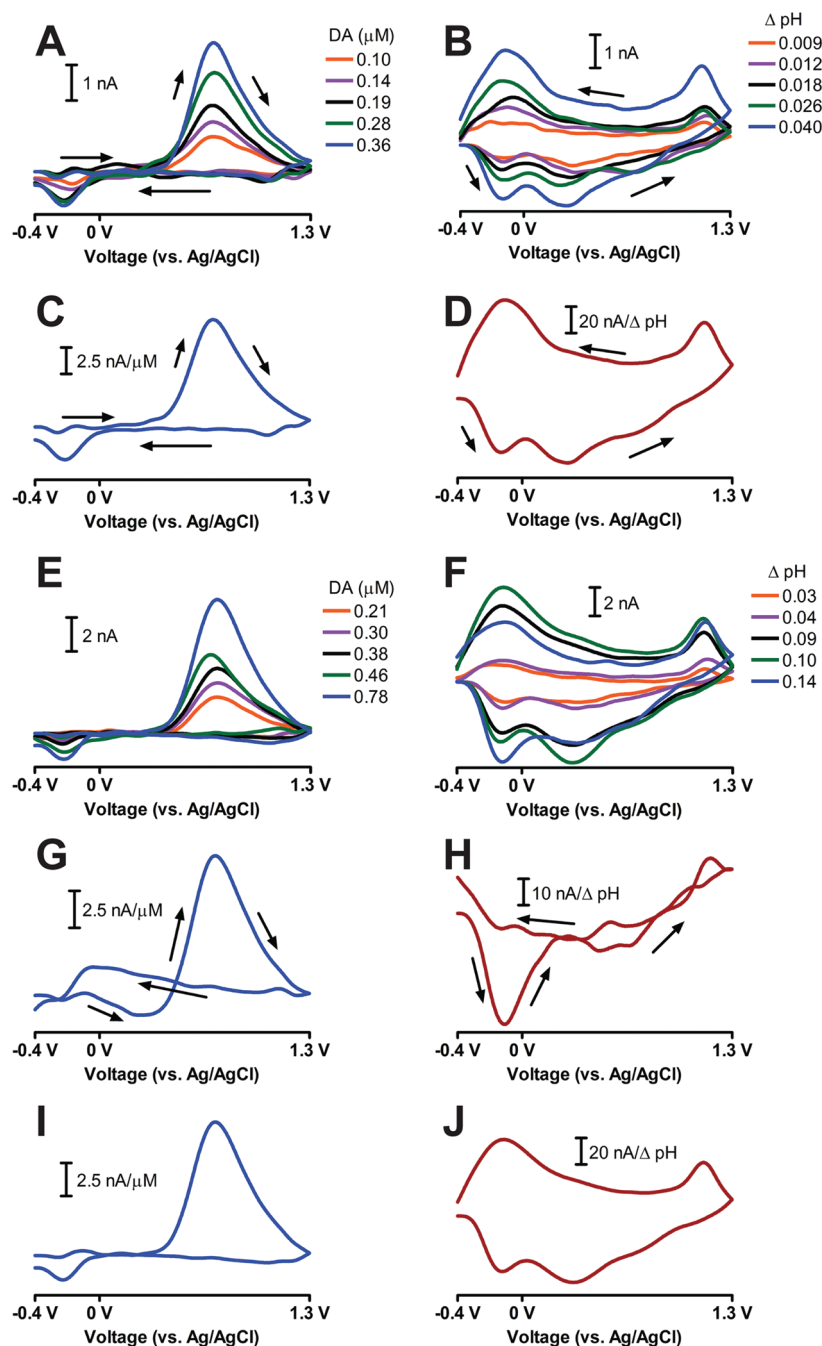 A
DA (μM)
1 nA
0.10
0.14
0.19
0.28
0.36
-0.4 V
0 V
1.3 V
Voltage (vs. Ag/AgCl)
B
Δ pH
1 nA
0.009
0.012
0.018
0.026
0.040
-0.4 V
0 V
1.3 V
Voltage (vs. Ag/AgCl)
C
2.5 nA/μM
-0.4 V
0 V
1.3 V
Voltage (vs. Ag/AgCl)
D
20 nA/Δ pH
-0.4 V
0 V
1.3 V
Voltage (vs. Ag/AgCl)
E
DA (μM)
2 nA
0.21
0.30
0.38
0.46
0.78
-0.4 V
0 V
1.3 V
Voltage (vs. Ag/AgCl)
F
Δ pH
2 nA
0.03
0.04
0.09
0.10
0.14
-0.4 V
0 V
1.3 V
Voltage (vs. Ag/AgCl)
G
2.5 nA/μM
-0.4 V
0 V
1.3 V
Voltage (vs. Ag/AgCl)
H
10 nA/Δ pH
-0.4 V
0 V
1.3 V
Voltage (vs. Ag/AgCl)
I
2.5 nA/μM
-0.4 V
0 V
1.3 V
Voltage (vs. Ag/AgCl)
J
20 nA/Δ pH
-0.4 V
0 V
1.3 V
Voltage (vs. Ag/AgCl)